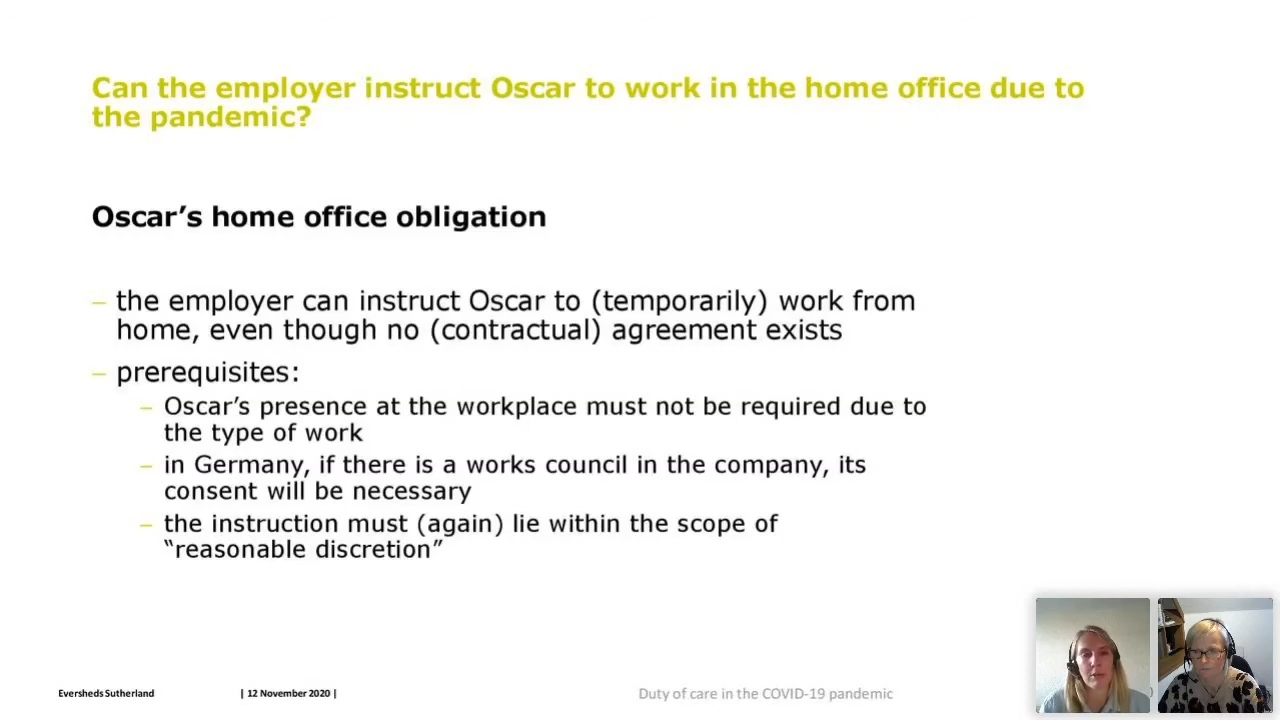 Can the employer instruct Oscar to work in the home office due to
the pandemic?
Oscar’s home office obligation
– the employer can instruct Oscar to (temporarily) work from
home, even though no (contractual) agreement exists
– prerequisites:
– Oscar’s presence at the workplace must not be required due to
the type of work
– in Germany, if there is a works council in the company, its
consent will be necessary
– the instruction must (again) lie within the scope of
“reasonable discretion”
Eversheds Sutherland | 12 November 2020 | Duty of care in the COVID-19 pandemic